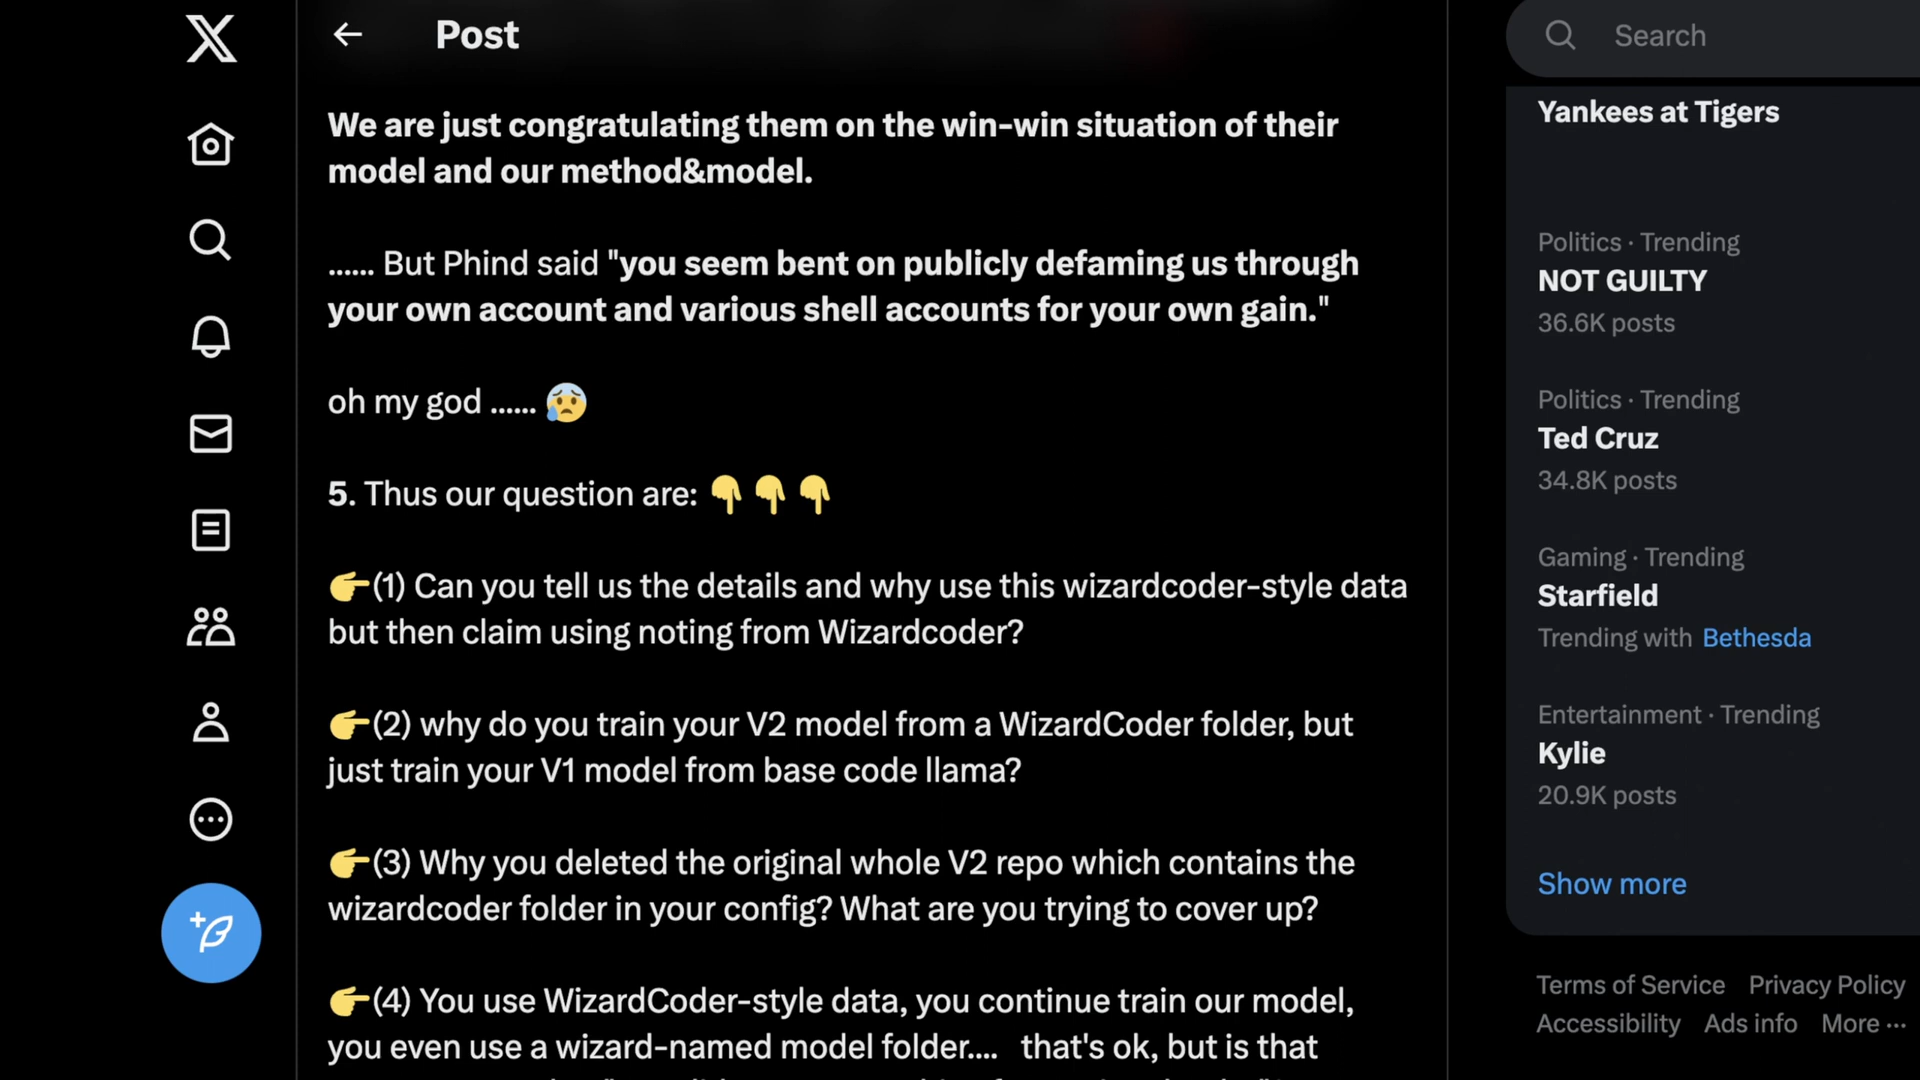 Post
We are just congratulating them on the win-win situation of their
model and our method&model.
...... But Phind said "you seem bent on publicly defaming us through
your own account and various shell accounts for your own gain."
oh my god ...... 😰
5. Thus our question are: 👇 👇 👇
👉(1) Can you tell us the details and why use this wizardcoder-style data
but then claim using noting from Wizardcoder?
👉(2) why do you train your V2 model from a WizardCoder folder, but
just train your V1 model from base code llama?
👉(3) Why you deleted the original whole V2 repo which contains the
wizardcoder folder in your config? What are you trying to cover up?
👉(4) You use WizardCoder-style data, you continue train our model,
you even use a wizard-named model folder.... that's ok, but is that
Search
Yankees at Tigers
Politics · Trending
NOT GUILTY
36.6K posts
Politics · Trending
Ted Cruz
34.8K posts
Gaming · Trending
Starfield
Trending with Bethesda
Entertainment · Trending
Kylie
20.9K posts
Show more
Terms of Service Privacy Policy
Accessibility Ads info More ···